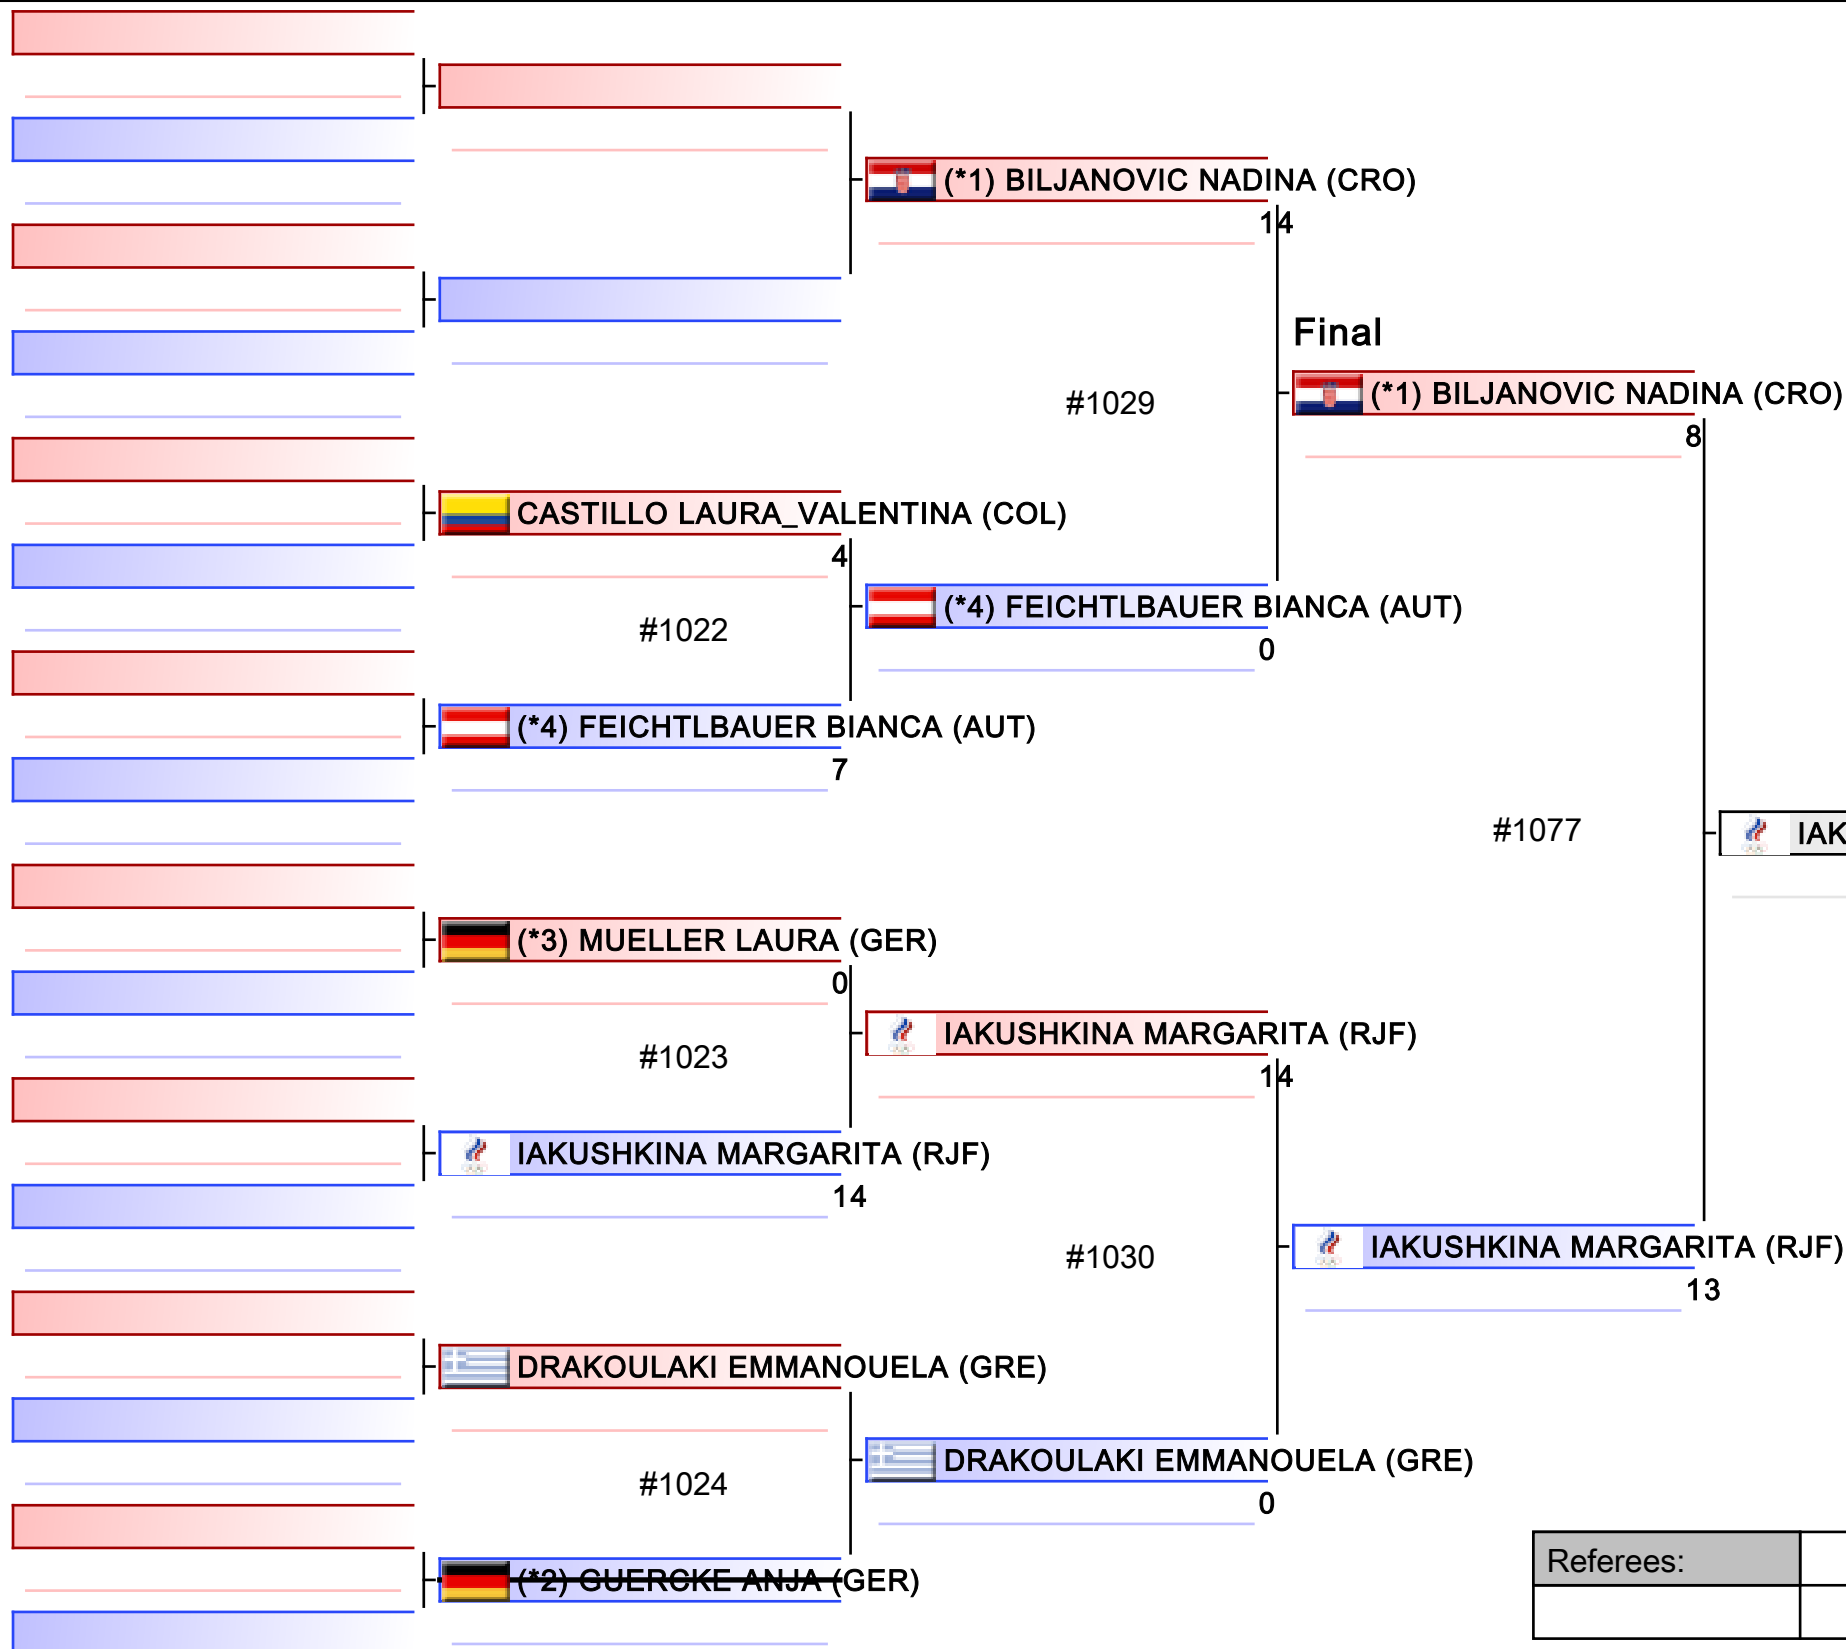 (*1) BILJANOVIC NADINA (CRO)
14
Final
#1029
(*1) BILJANOVIC NADINA (CRO)
8
CASTILLO LAURA_VALENTINA (COL)
4
(*4) FEICHTLBAUER BIANCA (AUT)
#1022
0
(*4) FEICHTLBAUER BIANCA (AUT)
7
#1077
IAK
(*3) MUELLER LAURA (GER)
0
IAKUSHKINA MARGARITA (RJF)
#1023
14
IAKUSHKINA MARGARITA (RJF)
14
#1030
IAKUSHKINA MARGARITA (RJF)
13
DRAKOULAKI EMMANOUELA (GRE)
DRAKOULAKI EMMANOUELA (GRE)
#1024
0
Referees:
(*2) GUERCKE ANJA (GER)